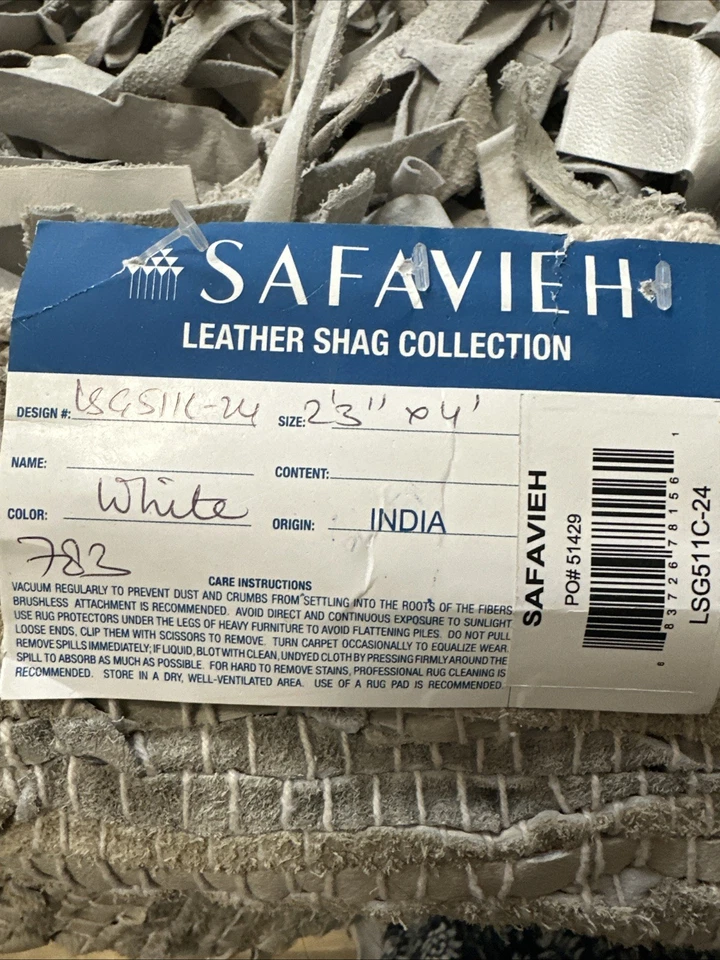 SAFAVIEH
LEATHER SHAG COLLECTION
DESIGN #: LSG511C-24 SIZE: 2'3" x 4'
NAME: CONTENT:
COLOR: White ORIGIN: INDIA
783
CARE INSTRUCTIONS
VACUUM REGULARLY TO PREVENT DUST AND CRUMBS FROM SETTLING INTO THE ROOTS OF THE FIBERS
BRUSHLESS ATTACHMENT IS RECOMMENDED. AVOID DIRECT AND CONTINUOUS EXPOSURE TO SUNLIGHT
USE RUG PROTECTORS UNDER THE LEGS OF HEAVY FURNITURE TO AVOID FLATTENING PILES. DO NOT PULL
LOOSE ENDS, CLIP THEM WITH SCISSORS TO REMOVE. TURN CARPET OCCASIONALLY TO EQUALIZE WEAR.
REMOVE SPILLS IMMEDIATELY; IF LIQUID, BLOT WITH CLEAN, UNDYED CLOTH BY PRESSING FIRMLY AROUND THE
SPILL TO ABSORB AS MUCH AS POSSIBLE. FOR HARD TO REMOVE STAINS, PROFESSIONAL RUG CLEANING IS
RECOMMENDED. STORE IN A DRY, WELL-VENTILATED AREA. USE OF A RUG PAD IS RECOMMENDED.
SAFAVIEH
PO# 51429
6 83726 78156 1
LSG511C-24